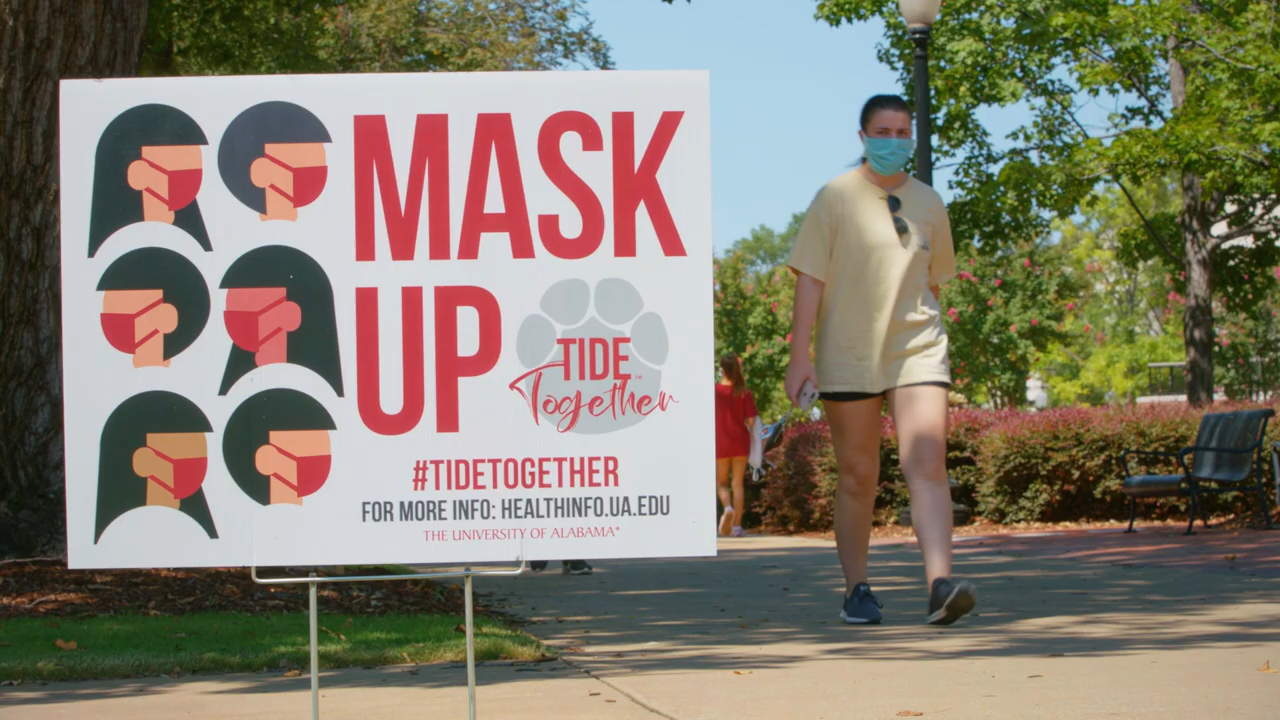 MASK
UP
TIDE
Together
#TIDETOGETHER
FOR MORE INFO: HEALTHINFO.UA.EDU
THE UNIVERSITY OF ALABAMA®